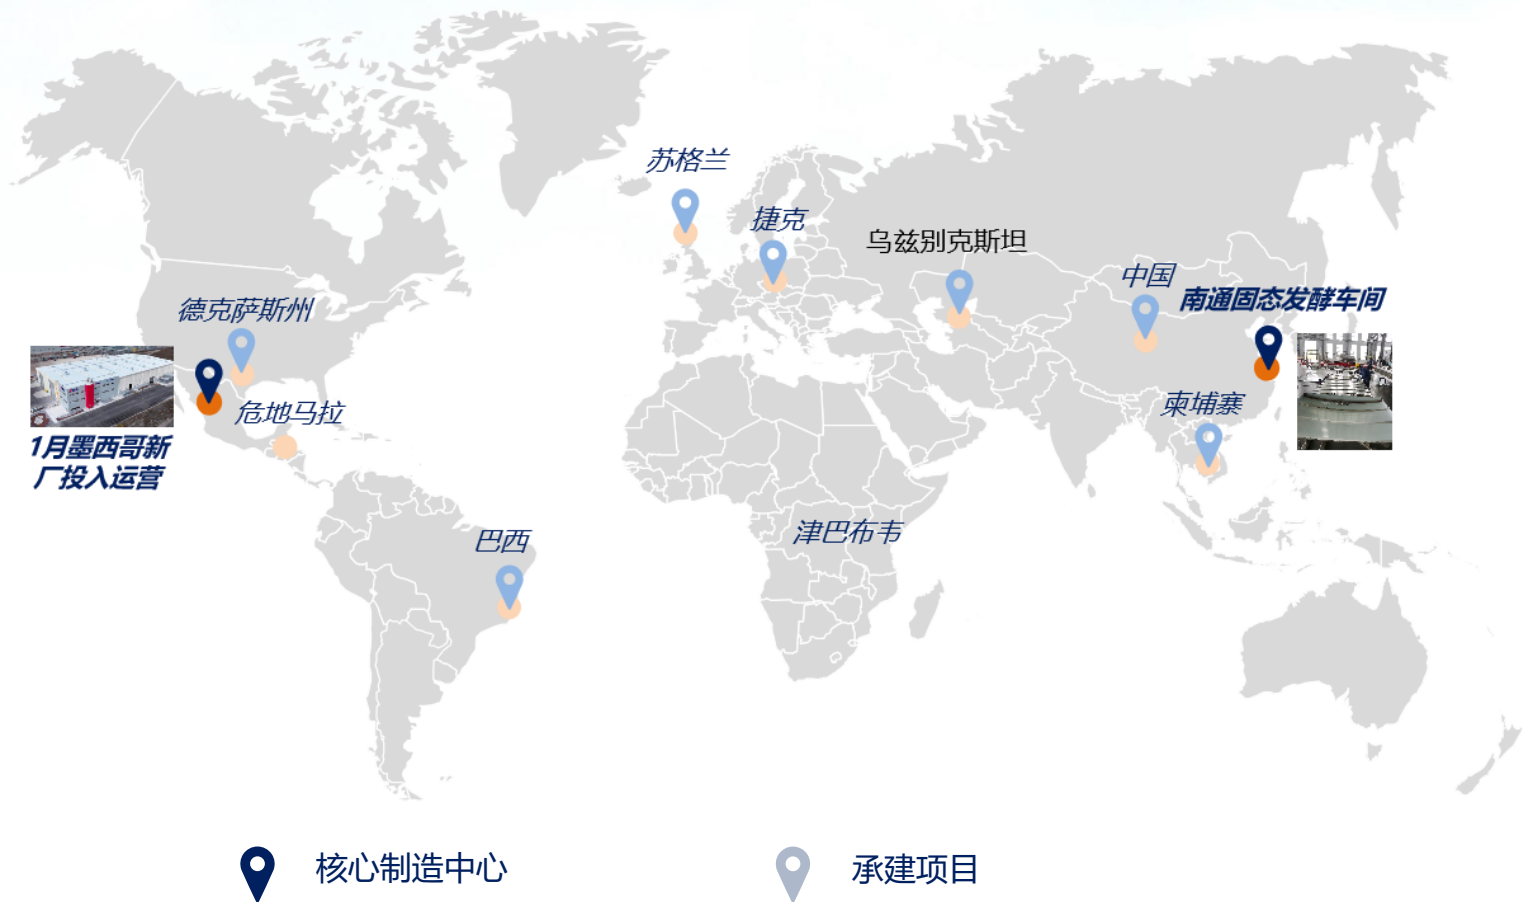 苏格兰
捷克
乌兹别克斯坦
中国
南通固态发酵车间
德克萨斯州
危地马拉
柬埔寨
1月墨西哥新
厂投入运营
巴西
津巴布韦
核心制造中心
承建项目